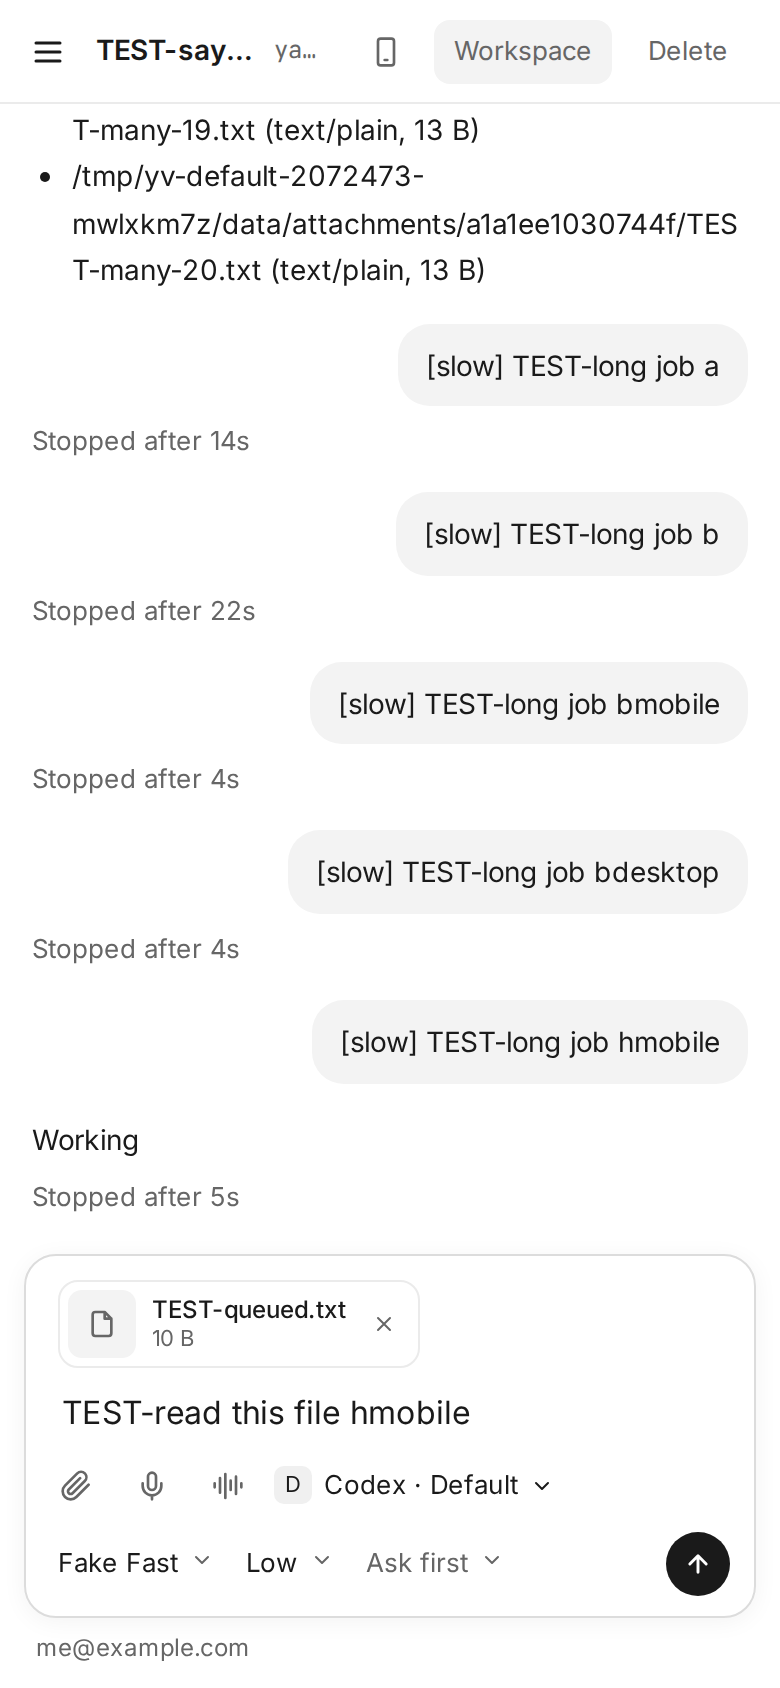 TEST-say... ya... Workspace Delete
T-many-19.txt (text/plain, 13 B)
/tmp/yv-default-2072473-
mwlxkm7z/data/attachments/a1a1ee1030744f/TES
T-many-20.txt (text/plain, 13 B)
[slow] TEST-long job a
Stopped after 14s
[slow] TEST-long job b
Stopped after 22s
[slow] TEST-long job bmobile
Stopped after 4s
[slow] TEST-long job bdesktop
Stopped after 4s
[slow] TEST-long job hmobile
Working
Stopped after 5s
TEST-queued.txt
10 B
TEST-read this file hmobile
D Codex · Default
Fake Fast Low Ask first
me@example.com